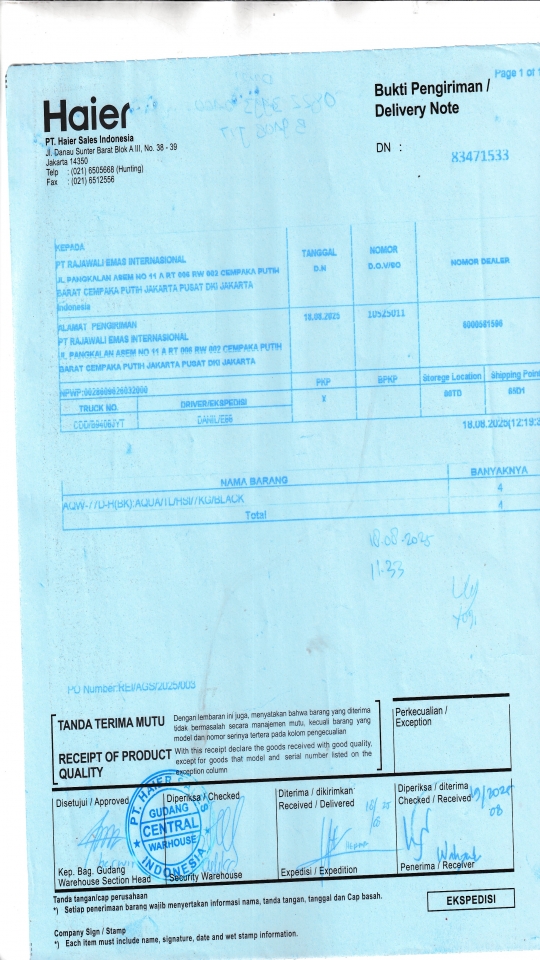 Page 1 of 1
Haier
Bukti Pengiriman /
Delivery Note
PT. Haier Sales Indonesia
Jl. Danau Sunter Barat Blok A III, No. 38 - 39
Jakarta 14350
Telp : (021) 6505668 (Hunting)
Fax : (021) 6512556
DN : 83471533
KEPADA
PT RAJAWALI EMAS INTERNASIONAL
JL PANGKALAN ASEM NO 11 A RT 006 RW 002 CEMPAKA PUTIH
BARAT CEMPAKA PUTIH JAKARTA PUSAT DKI JAKARTA
Indonesia
TANGGAL
D.N
NOMOR
D.O.V/SO
NOMOR DEALER
18.08.2025
10525011
ALAMAT PENGIRIMAN
PT RAJAWALI EMAS INTERNASIONAL
JL PANGKALAN ASEM NO 11 A RT 006 RW 002 CEMPAKA PUTIH
BARAT CEMPAKA PUTIH JAKARTA PUSAT DKI JAKARTA
PKP
BPKP
Storege Location
Shipping Point
X
TRUCK NO.
DRIVER/EKSPEDISI
18.08.2025(12:19:3
NAMA BARANG
BANYAKNYA
AQW-77D-H(BK):AQUA/TL/HSI/7KG/BLACK
4
Total
4
18.08.2025
11.33
PO Number:REI/AGS/2025/003
TANDA TERIMA MUTU
Dengan lembaran ini juga, menyatakan bahwa barang yang diterima
tidak bermasalah secara manajemen mutu, kecuali barang yang
model dan nomor serinya tertera pada kolom pengecualian
RECEIPT OF PRODUCT
QUALITY
With this receipt declare the goods received with good quality,
except for goods that model and serial number listed on the
exception column
Perkecualian /
Exception
Disetujui / Approved
Diperiksa / Checked
Diterima / dikirimkan
Received / Delivered
Diperiksa / diterima
Checked / Received
PT. HAIER
GUDANG
CENTRAL
WARHOUSE
INDONESIA
Kep. Bag. Gudang
Warehouse Section Head
Security Warehouse
Expedisi / Expedition
Penerima / Receiver
Tanda tangan/cap perusahaan
*) Setiap penerimaan barang wajib menyertakan informasi nama, tanda tangan, tanggal dan Cap basah.
EKSPEDISI
Company Sign / Stamp
*) Each item must include name, signature, date and wet stamp information.